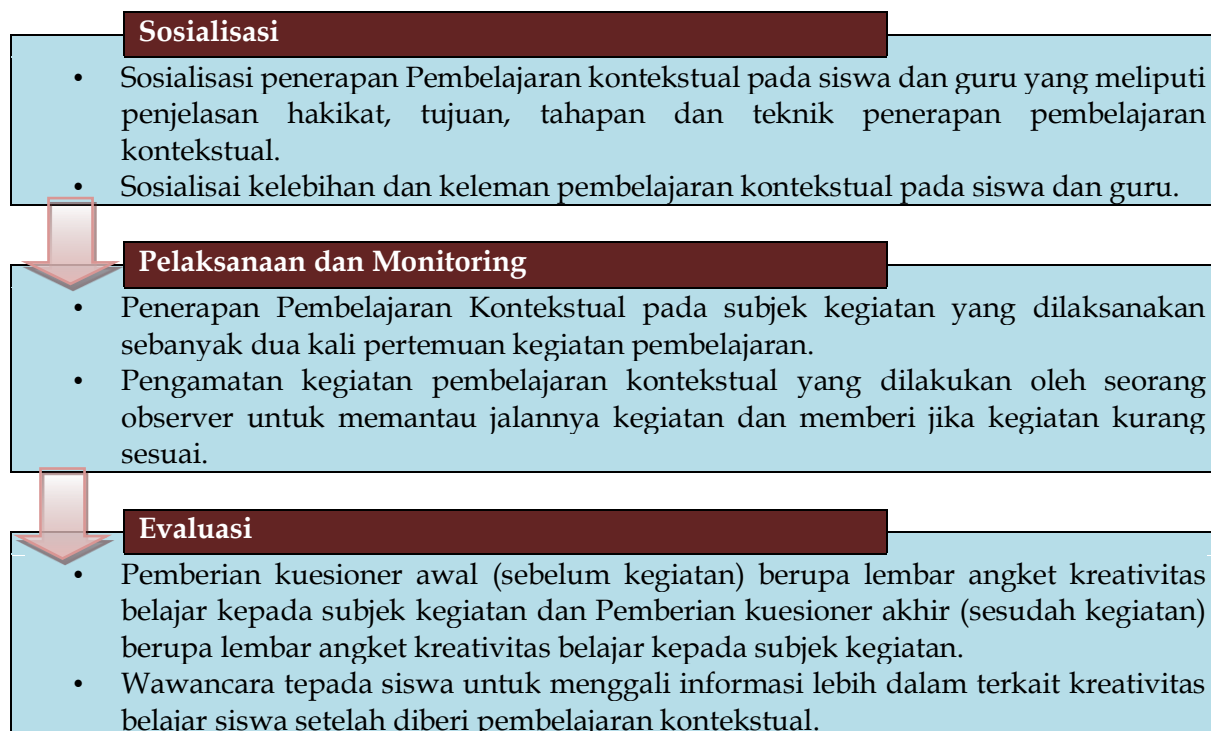 Sosialisasi
• Sosialisasi penerapan Pembelajaran kontekstual pada siswa dan guru yang meliputi
penjelasan hakikat, tujuan, tahapan dan teknik penerapan pembelajaran
kontekstual.
• Sosialisai kelebihan dan keleman pembelajaran kontekstual pada siswa dan guru.
Pelaksanaan dan Monitoring
• Penerapan Pembelajaran Kontekstual pada subjek kegiatan yang dilaksanakan
sebanyak dua kali pertemuan kegiatan pembelajaran.
• Pengamatan kegiatan pembelajaran kontekstual yang dilakukan oleh seorang
observer untuk memantau jalannya kegiatan dan memberi jika kegiatan kurang
sesuai.
Evaluasi
• Pemberian kuesioner awal (sebelum kegiatan) berupa lembar angket kreativitas
belajar kepada subjek kegiatan dan Pemberian kuesioner akhir (sesudah kegiatan)
berupa lembar angket kreativitas belajar kepada subjek kegiatan.
• Wawancara tepada siswa untuk menggali informasi lebih dalam terkait kreativitas
belajar siswa setelah diberi pembelajaran kontekstual.